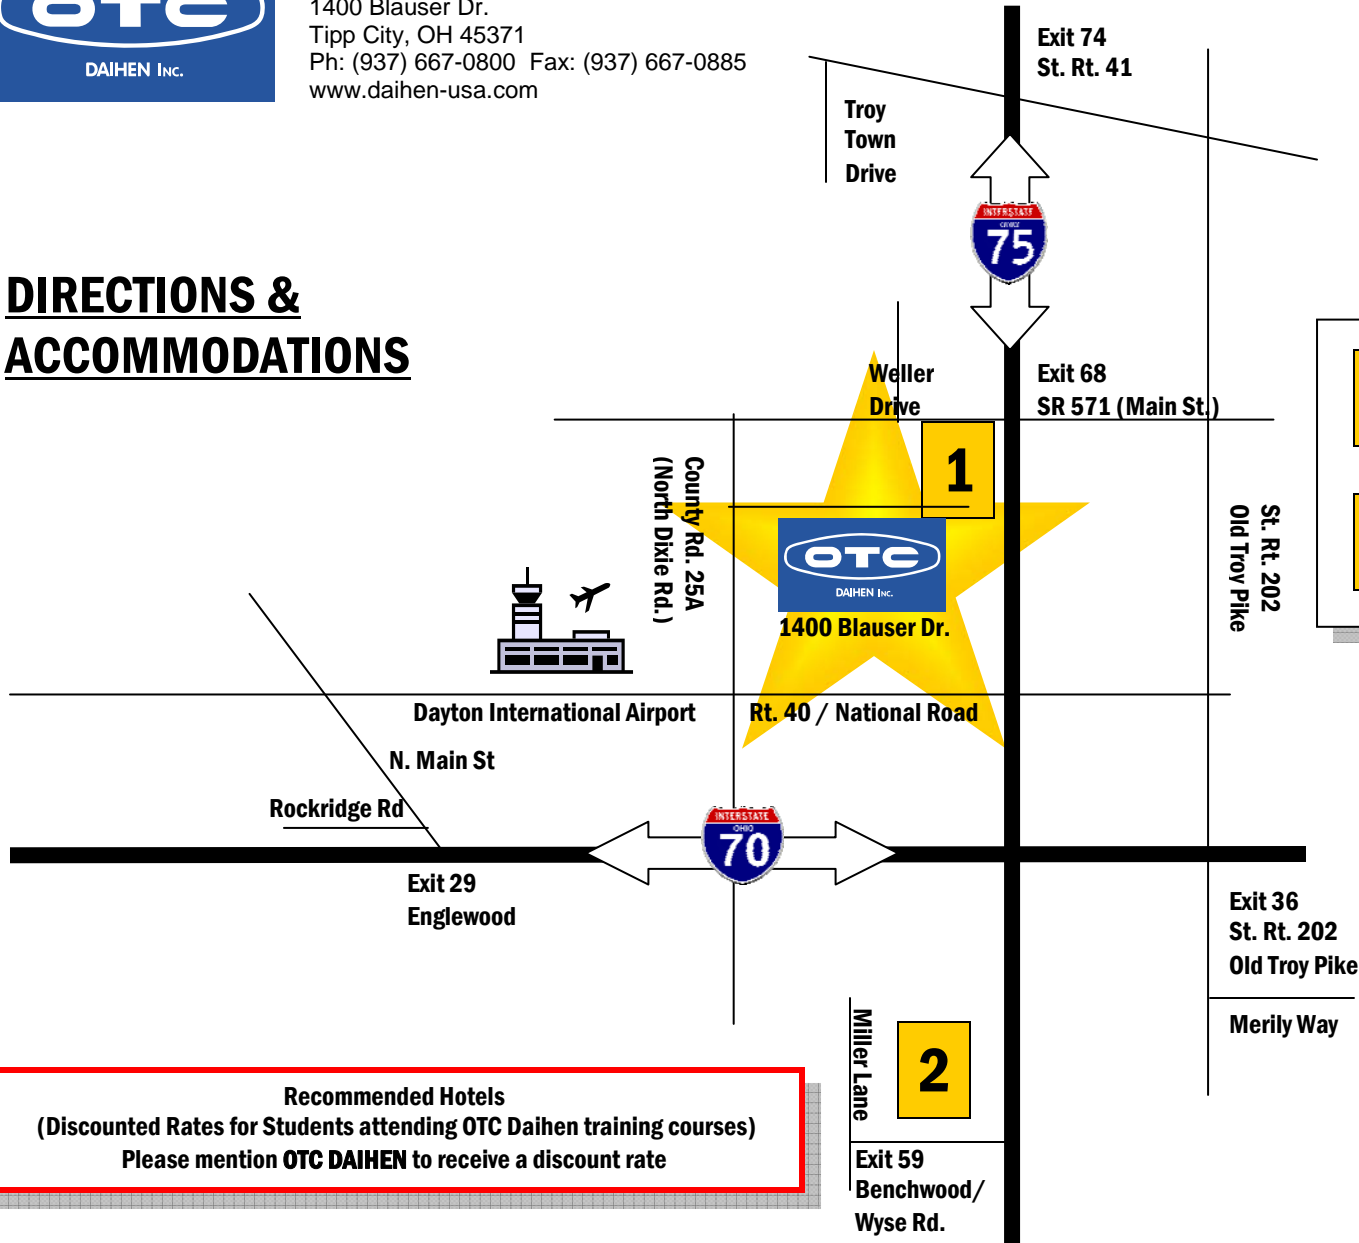 OTC
DAIHEN INC.
1400 Blauser Dr.
Tipp City, OH 45371
Ph: (937) 667-0800 Fax: (937) 667-0885
www.daihen-usa.com
Exit 74
St. Rt. 41
Troy
Town
Drive
INTERSTATE
75
DIRECTIONS &
ACCOMMODATIONS
Weller
Drive
Exit 68
SR 571 (Main St.)
1
County Rd. 25A
(North Dixie Rd.)
OTC
DAIHEN INC.
1400 Blauser Dr.
St. Rt. 202
Old Troy Pike
Dayton International Airport
Rt. 40 / National Road
N. Main St
Rockridge Rd
INTERSTATE
OHIO
70
Exit 29
Englewood
Exit 36
St. Rt. 202
Old Troy Pike
Merily Way
Miller Lane
2
Exit 59
Benchwood/
Wyse Rd.
Recommended Hotels
(Discounted Rates for Students attending OTC Daihen training courses)
Please mention OTC DAIHEN to receive a discount rate